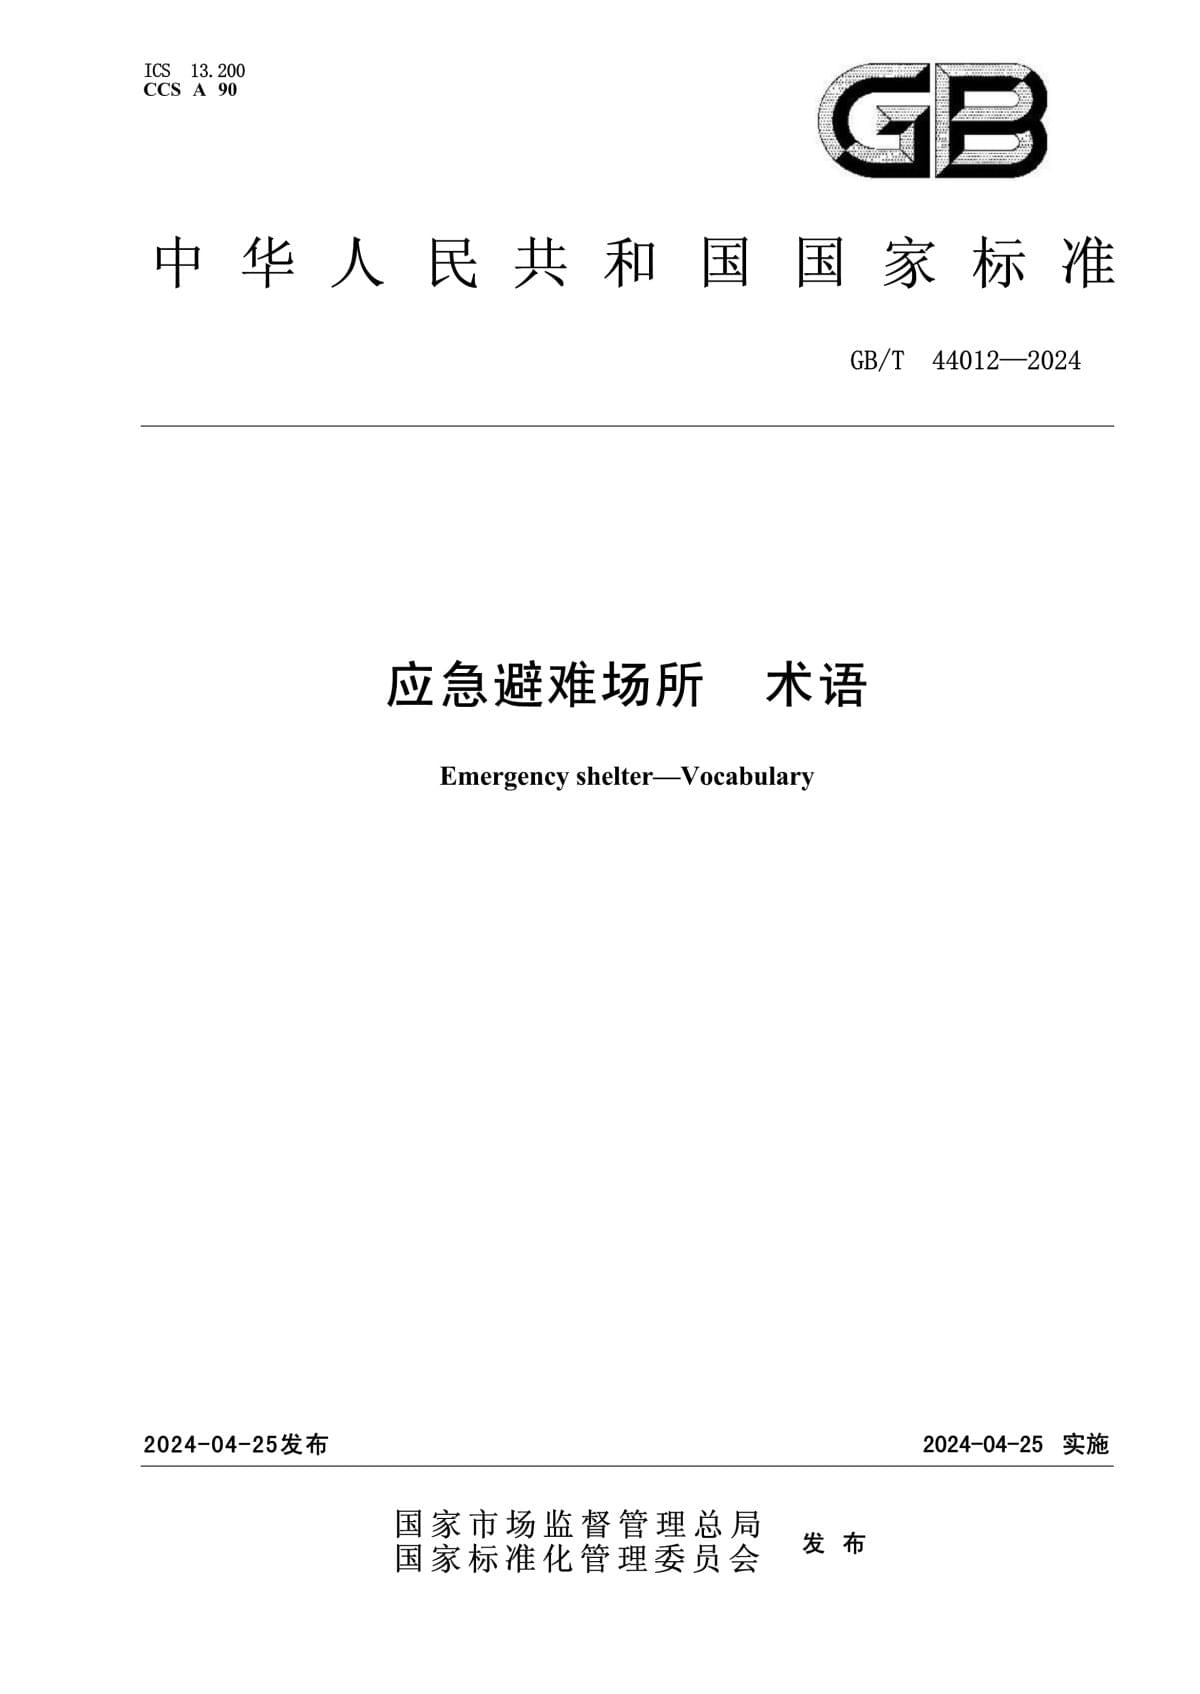 ICS 13.200
CCS A 90
GB
中华人民共和国国家标准
GB/T 44012—2024
应急避难场所 术语
Emergency shelter—Vocabulary
2024-04-25发布
2024-04-25 实施
国家市场监督管理总局
国家标准化管理委员会
发布